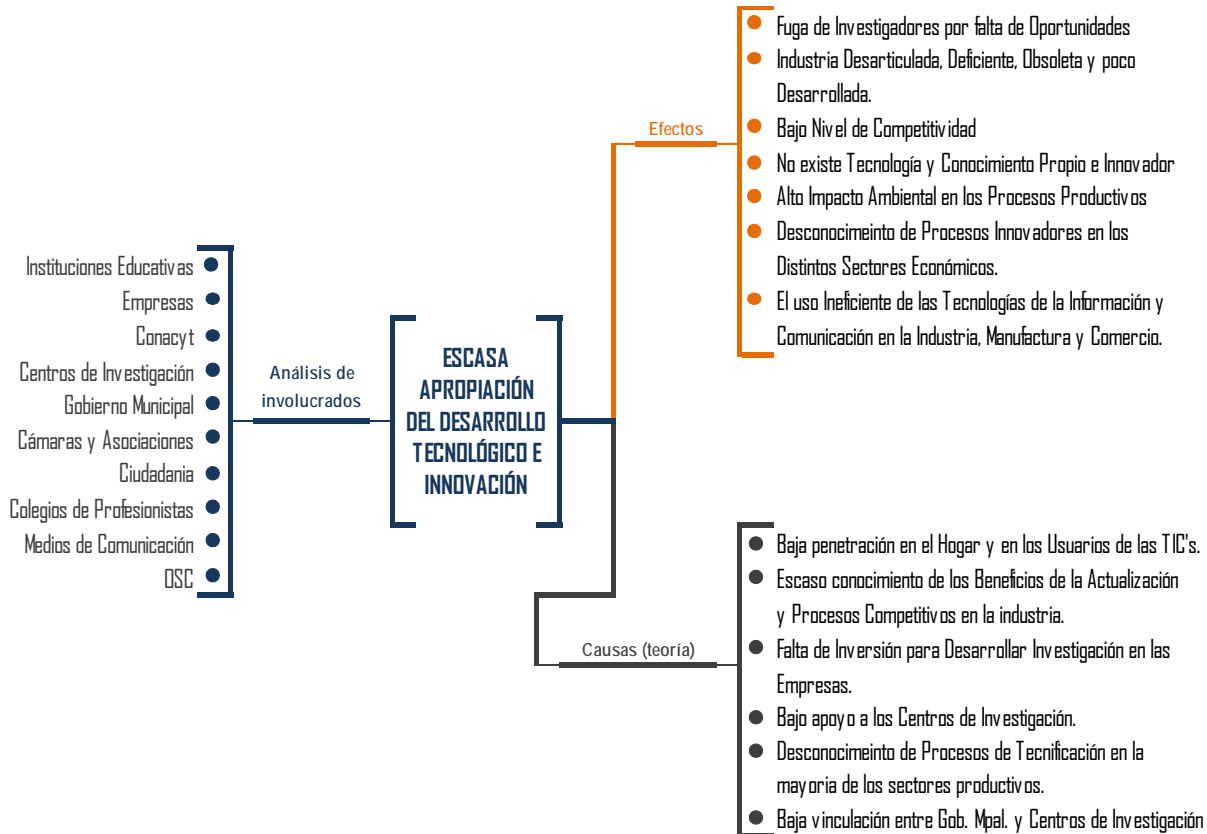 Instituciones Educativas
Empresas
Conacyt
Centros de Investigación
Gobierno Municipal
Cámaras y Asociaciones
Ciudadania
Colegios de Profesionistas
Medios de Comunicación
OSC
Análisis de
involucrados
ESCASA
APROPIACIÓN
DEL DESARROLLO
TECNOLÓGICO E
INNOVACIÓN
Efectos
Fuga de Investigadores por falta de Oportunidades
Industria Desarticulada, Deficiente, Obsoleta y poco
Desarrollada.
Bajo Nivel de Competitividad
No existe Tecnología y Conocimiento Propio e Innovador
Alto Impacto Ambiental en los Procesos Productivos
Desconocimeinto de Procesos Innovadores en los
Distintos Sectores Económicos.
El uso Ineficiente de las Tecnologías de la Información y
Comunicación en la Industria, Manufactura y Comercio.
Causas (teoría)
Baja penetración en el Hogar y en los Usuarios de las TIC's.
Escaso conocimiento de los Beneficios de la Actualización
y Procesos Competitivos en la industria.
Falta de Inversión para Desarrollar Investigación en las
Empresas.
Bajo apoyo a los Centros de Investigación.
Desconocimeinto de Procesos de Tecnificación en la
mayoria de los sectores productivos.
Baja vinculación entre Gob. Mpal. y Centros de Investigación